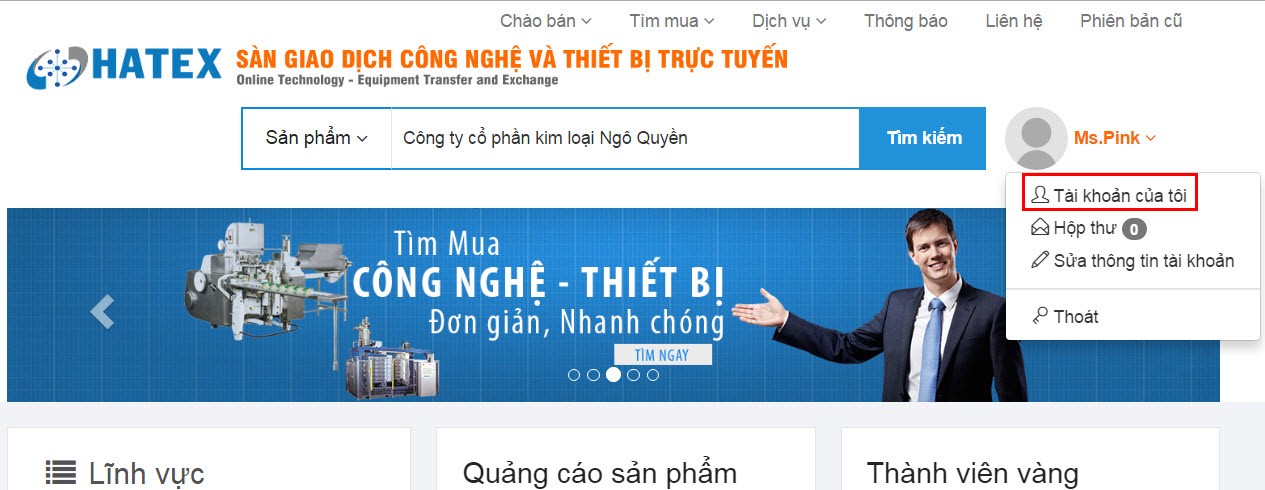 Chào bán Tìm mua Dịch vụ Thông báo Liên hệ Phiên bản cũ
HATEX
SÀN GIAO DỊCH CÔNG NGHỆ VÀ THIẾT BỊ TRỰC TUYẾN
Online Technology - Equipment Transfer and Exchange
Sản phẩm Công ty cổ phần kim loại Ngô Quyền Tìm kiếm Ms.Pink
Tài khoản của tôi
Hộp thư 0
Sửa thông tin tài khoản
Thoát
Tìm Mua
CÔNG NGHỆ - THIẾT BỊ
Đơn giản, Nhanh chóng
TÌM NGAY
Lĩnh vực Quảng cáo sản phẩm Thành viên vàng